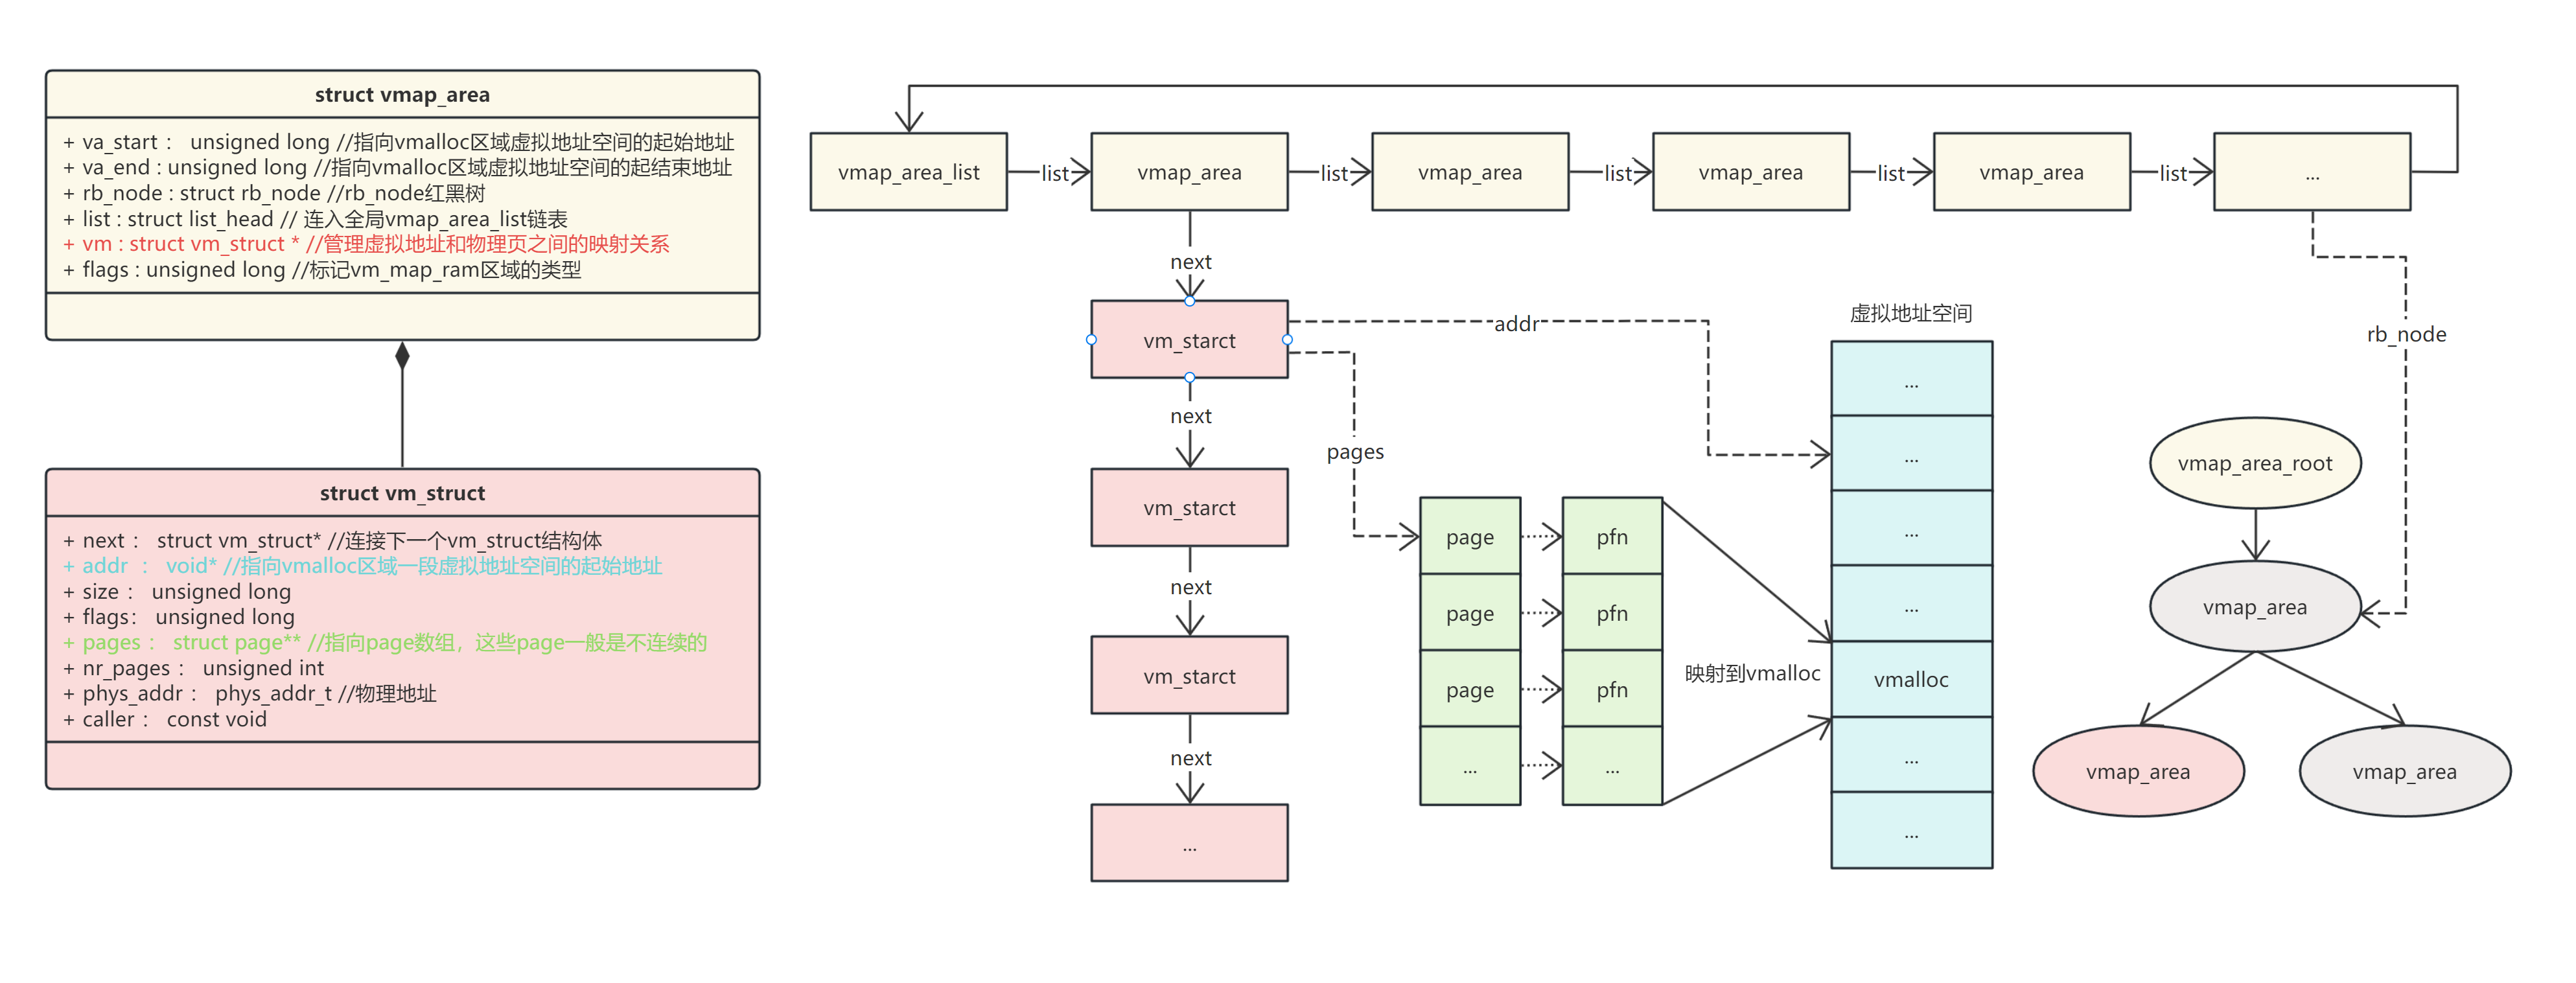 struct vmap_area
+ va_start： unsigned long //指向vmalloc区域虚拟地址空间的起始地址
+ va_end : unsigned long //指向vmalloc区域虚拟地址空间的起结束地址
+ rb_node : struct rb_node //rb_node红黑树
+ list : struct list_head // 连入全局vmap_area_list链表
+ vm : struct vm_struct * //管理虚拟地址和物理页之间的映射关系
+ flags : unsigned long //标记vm_map_ram区域的类型
struct vm_struct
+ next： struct vm_struct* //连接下一个vm_struct结构体
+ addr ： void* //指向vmalloc区域一段虚拟地址空间的起始地址
+ size： unsigned long
+ flags： unsigned long
+ pages： struct page** //指向page数组，这些page一般是不连续的
+ nr_pages： unsigned int
+ phys_addr： phys_addr_t //物理地址
+ caller： const void
vmap_area_list
list
vmap_area
list
vmap_area
list
vmap_area
list
vmap_area
list
...
next
vm_starct
next
vm_starct
next
vm_starct
next
...
addr
pages
page
pfn
page
pfn
page
pfn
...
...
映射到vmalloc
虚拟地址空间
...
...
...
...
vmalloc
...
...
rb_node
vmap_area_root
vmap_area
vmap_area
vmap_area